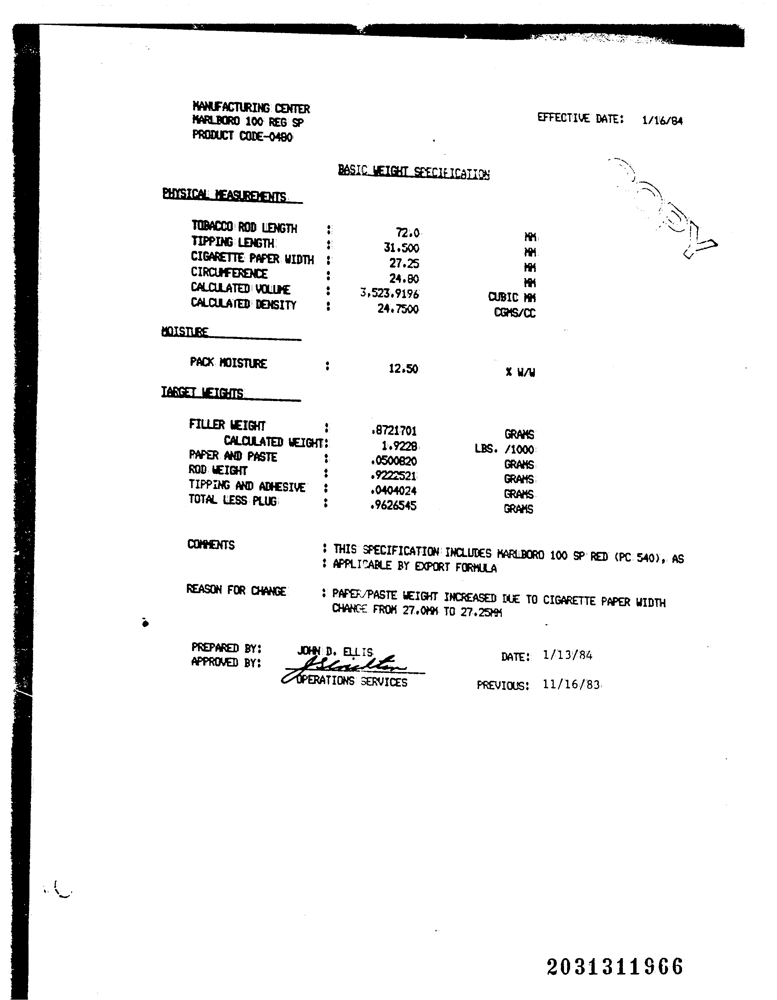 MANUFACTURING CENTER
MARLBORO 100 REG SP
PRODUCT CODE-0480
EFFECTIVE DATE: 1/16/84
BASIC WEIGHT SPECIFICATION
COPY
PHYSICAL MEASUREMENTS
TOBACCO ROD LENGTH : 72.0 MM
TIPPING LENGTH : 31.500 MM
CIGARETTE PAPER WIDTH : 27.25 MM
CIRCUMFERENCE : 24.80 MM
CALCULATED VOLUME : 3,523.9196 CUBIC MM
CALCULATED DENSITY : 24.7500 CGMS/CC
MOISTURE
PACK MOISTURE : 12.50 % W/W
TARGET WEIGHTS
FILLER WEIGHT : .8721701 GRAMS
CALCULATED WEIGHT: 1.9228 LBS. /1000
PAPER AND PASTE : .0500820 GRAMS
ROD WEIGHT : .9222521 GRAMS
TIPPING AND ADHESIVE : .0404024 GRAMS
TOTAL LESS PLUG : .9626545 GRAMS
COMMENTS : THIS SPECIFICATION INCLUDES MARLBORO 100 SP RED (PC 540), AS
: APPLICABLE BY EXPORT FORMULA
REASON FOR CHANGE : PAPER/PASTE WEIGHT INCREASED DUE TO CIGARETTE PAPER WIDTH
CHANGE FROM 27.0MM TO 27.25MM
PREPARED BY: JOHN D. ELLIS DATE: 1/13/84
APPROVED BY:
OPERATIONS SERVICES PREVIOUS: 11/16/83
2031311966